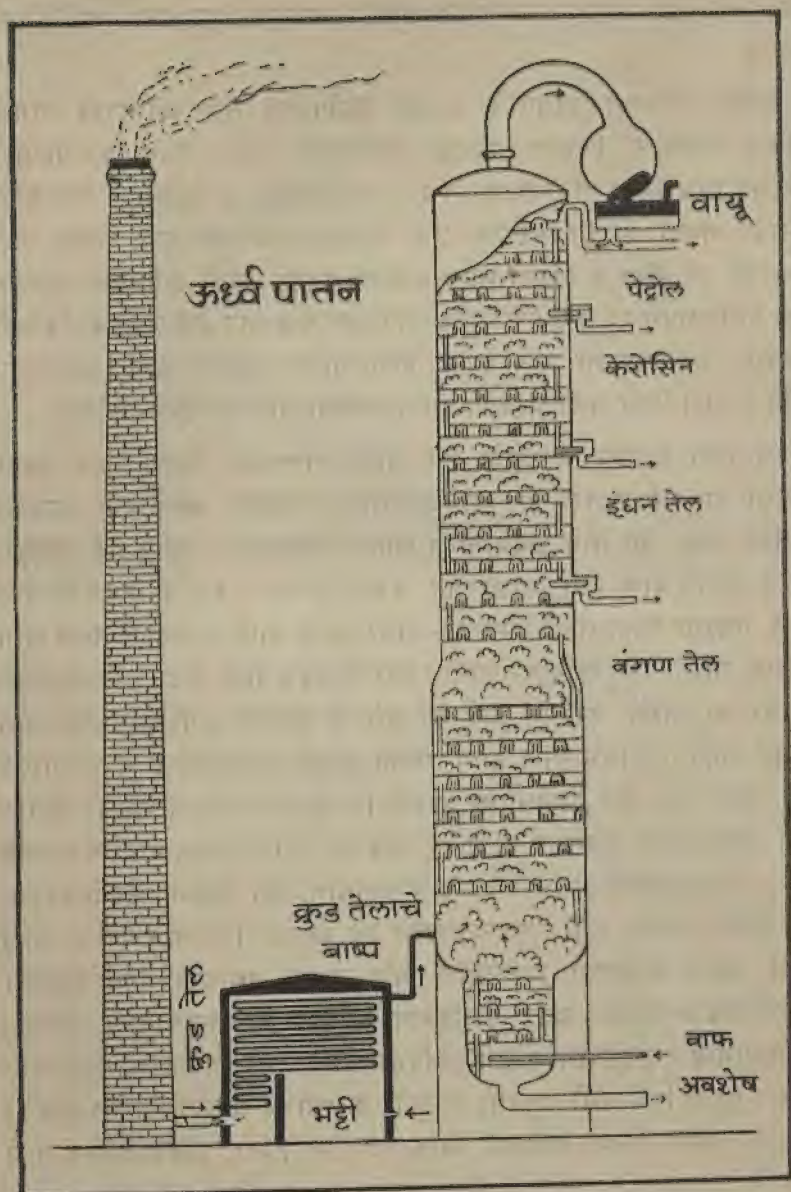 ऊर्ध्व पातन
वायू
पेट्रोल
केरोसिन
इंधन तेल
वंगण तेल
क्रुड तेलाचे
बाष्प
क्रुड तेल
भट्टी
वाफ
अवशेष